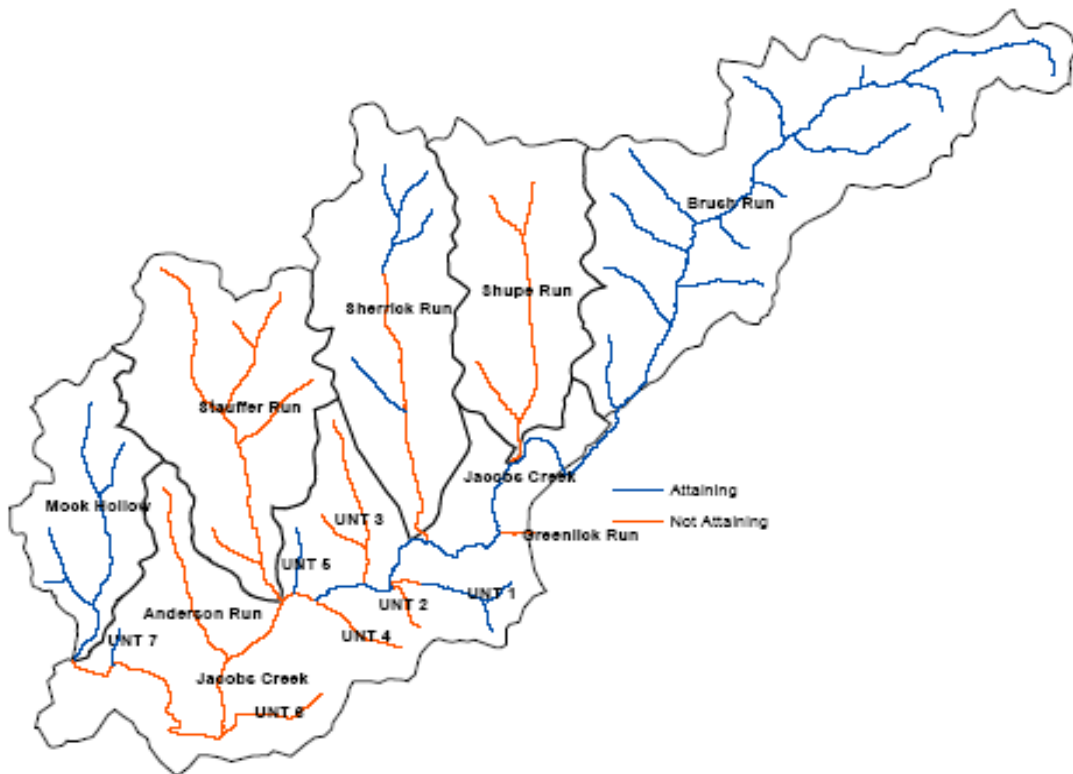 Brush Run
Shupe Run
Sherrick Run
Stauffer Run
Jacobs Creek
Attaining
Mook Hollow
UNT 3
Not Attaining
Greenlick Run
UNT 5
UNT 1
UNT 2
Anderson Run
UNT 4
UNT 7
Jacobs Creek
UNT 6